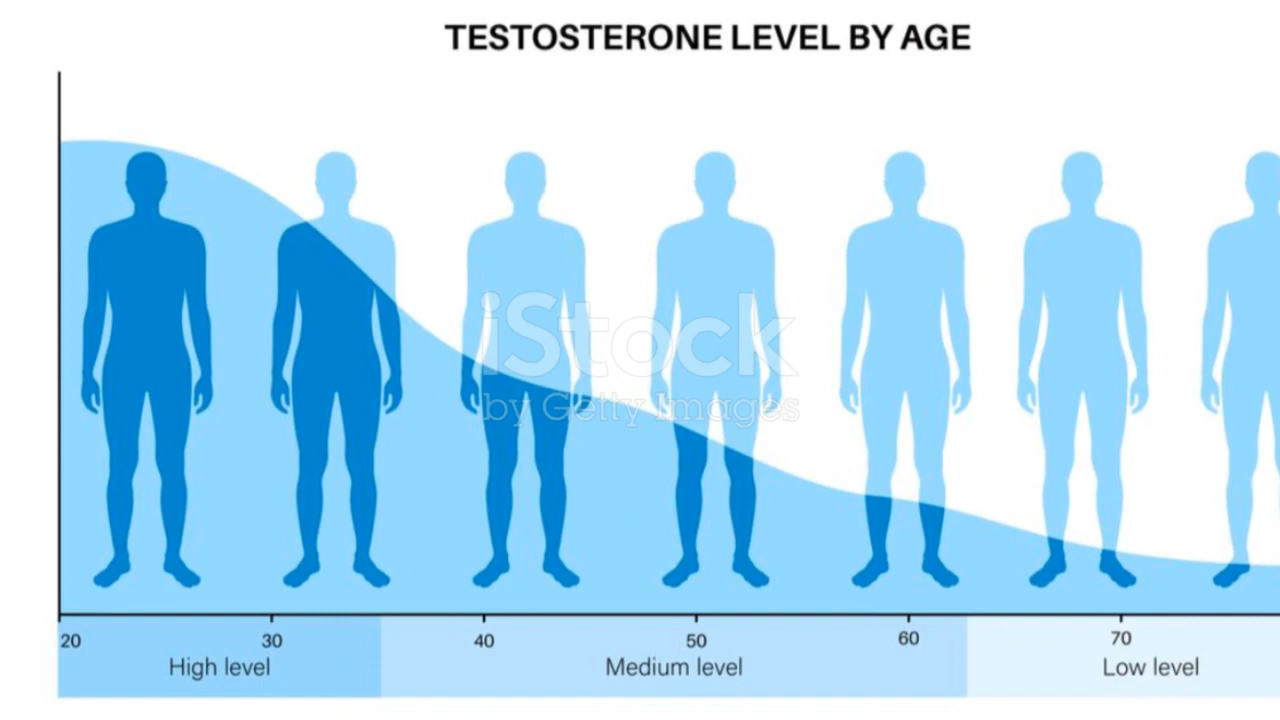 TESTOSTERONE LEVEL BY AGE
iStock
by Getty Images
20 30 40 50 60 70
High level Medium level Low level